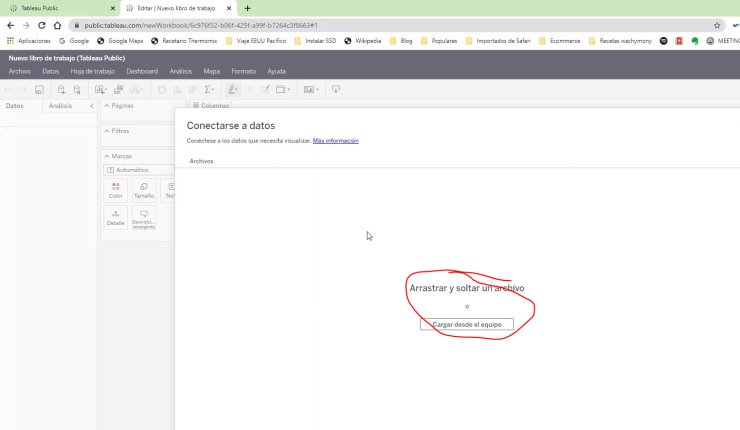 Tableau Public
Editar | Nuevo libro de trabajo
public.tableau.com/newWorkbook/6c976f32-b06f-425f-a99f-b7264c3f8663#1
Aplicaciones Google Google Maps Recetario Thermomix Viaje EEUU Pacífico Instalar SSD Wikipedia Blog Populares Importados de Safari Ecommerce Recetas wachymony MEETING
Nuevo libro de trabajo (Tableau Public)
Archivo Datos Hoja de trabajo Dashboard Análisis Mapa Formato Ayuda
Datos Análisis Páginas Columnas
Conectarse a datos
Filtros
Conéctese a los datos que necesita visualizar. Más información
Marcas
Archivos
Automático
Color Tamaño Text
Detalle Descripci... emergente
Arrastrar y soltar un archivo
o
Cargar desde el equipo